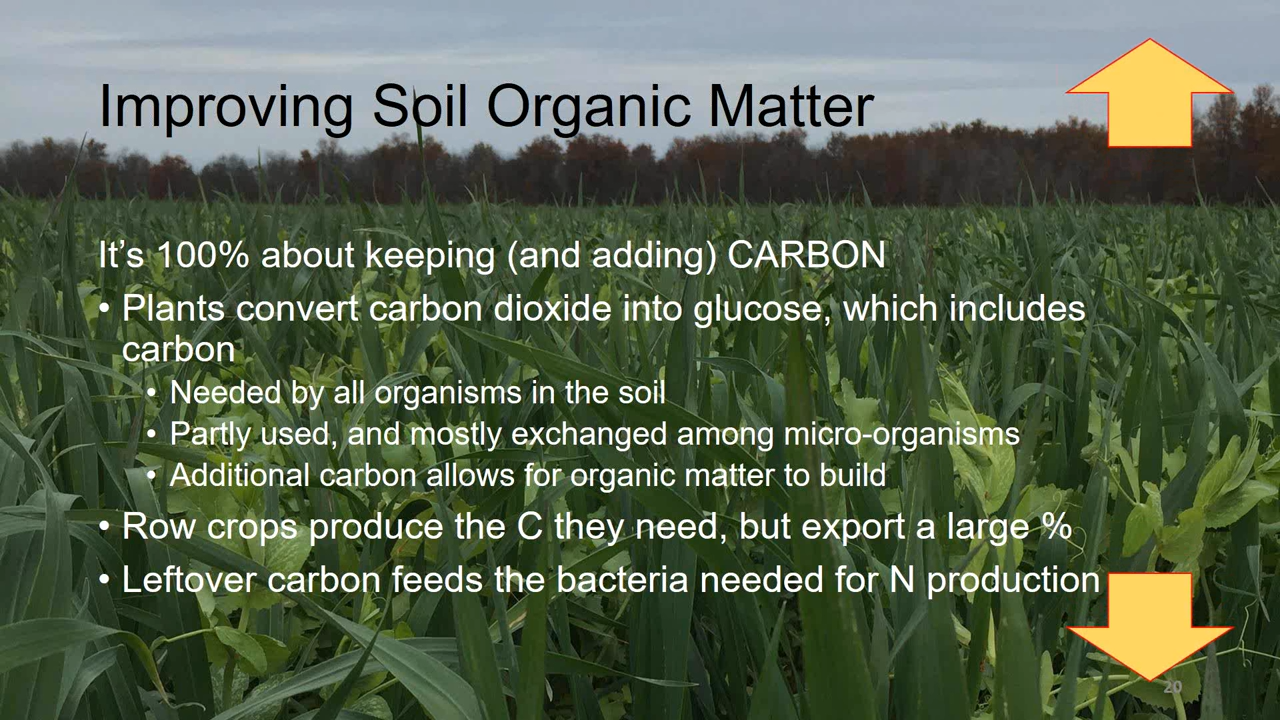 Improving Soil Organic Matter
It's 100% about keeping (and adding) CARBON
• Plants convert carbon dioxide into glucose, which includes
carbon
• Needed by all organisms in the soil
• Partly used, and mostly exchanged among micro-organisms
• Additional carbon allows for organic matter to build
• Row crops produce the C they need, but export a large %
• Leftover carbon feeds the bacteria needed for N production
20